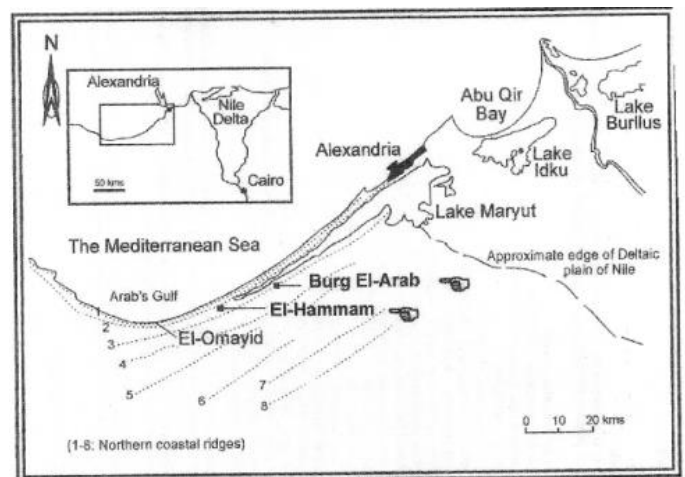 N
Alexandria
Nile
Delta
Cairo
50 kms
Abu Qir
Bay
Lake
Burllus
Alexandria
Lake
Idku
Lake Maryut
The Mediterranean Sea
Approximate edge of Deltaic
plain of Nile
Arab's Gulf
Burg El-Arab
El-Hammam
El-Omayid
2
3
4
5
6
7
8
0 10 20 kms
(1-8: Northern coastal ridges)